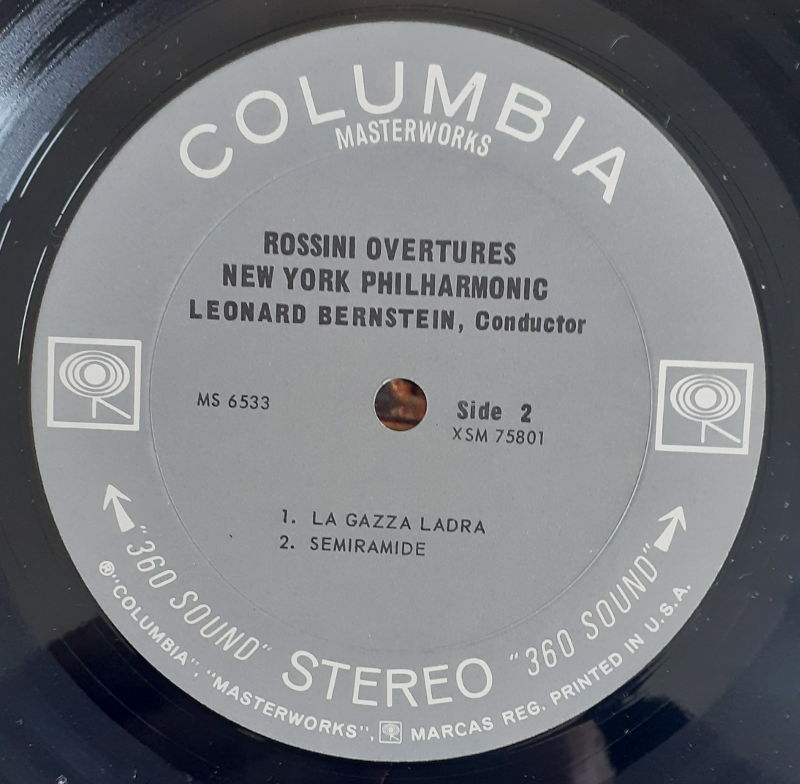 COLUMBIA
MASTERWORKS
ROSSINI OVERTURES
NEW YORK PHILHARMONIC
LEONARD BERNSTEIN, Conductor
MS 6533
Side 2
XSM 75801
1. LA GAZZA LADRA
2. SEMIRAMIDE
"360 SOUND" STEREO "360 SOUND"
®"COLUMBIA", "MASTERWORKS", MARCAS REG. PRINTED IN U.S.A.